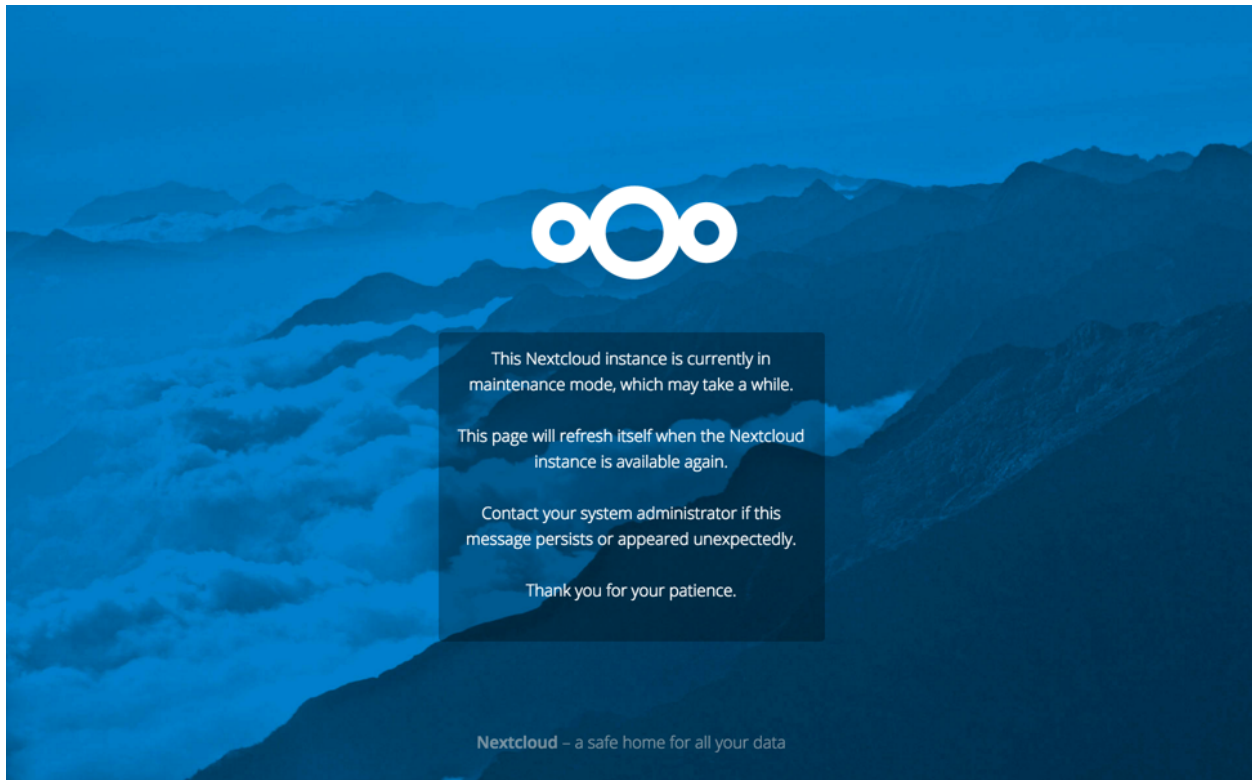 This Nextcloud instance is currently in
maintenance mode, which may take a while.
This page will refresh itself when the Nextcloud
instance is available again.
Contact your system administrator if this
message persists or appeared unexpectedly.
Thank you for your patience.
Nextcloud – a safe home for all your data